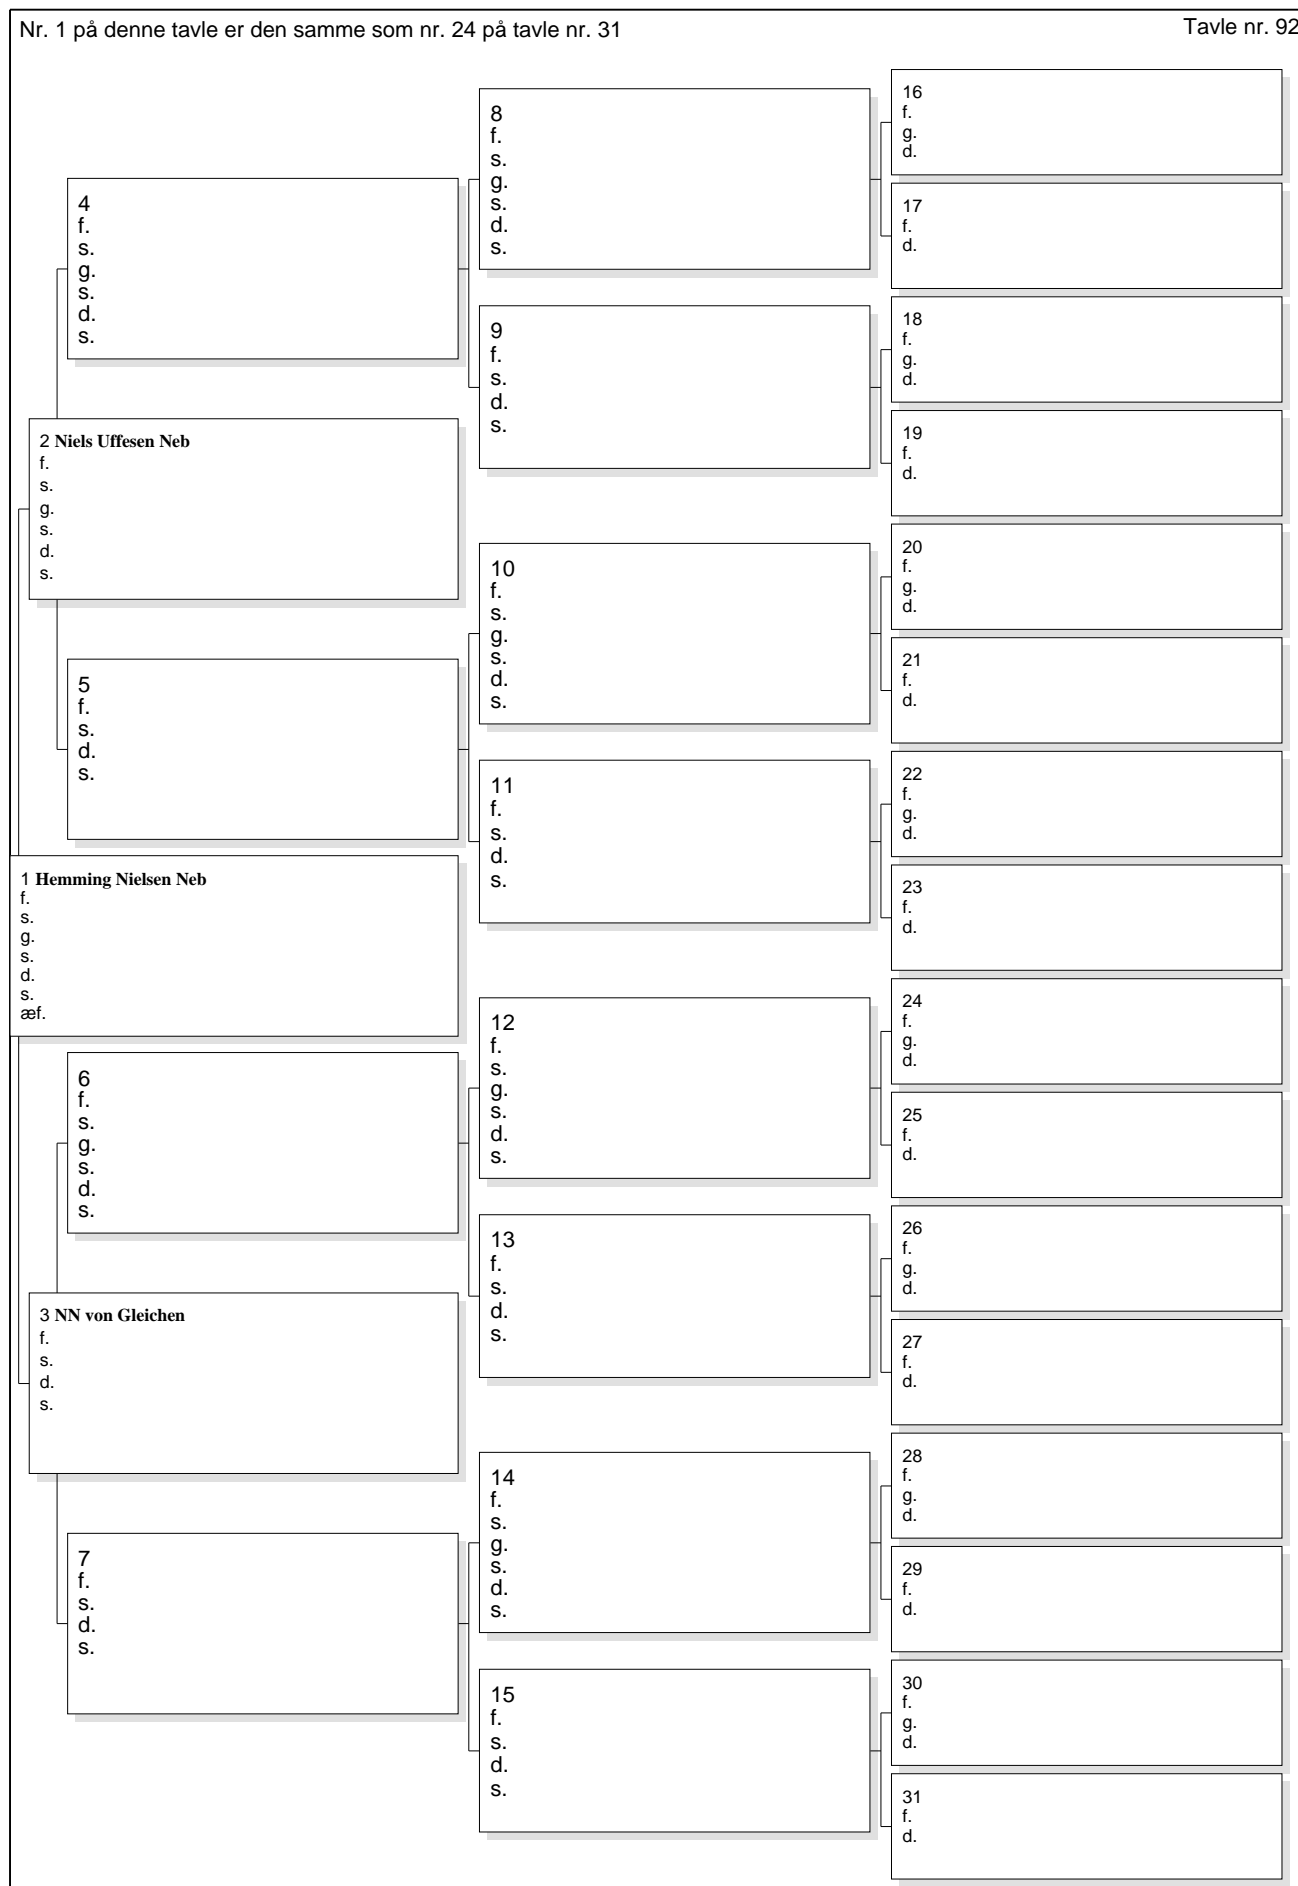 Nr. 1 på denne tavle er den samme som nr. 24 på tavle nr. 31
Tavle nr. 92
4
f.
s.
g.
s.
d.
s.
2 Niels Uffesen Neb
f.
s.
g.
s.
d.
s.
5
f.
s.
d.
s.
1 Hemming Nielsen Neb
f.
s.
g.
s.
d.
s.
æf.
6
f.
s.
g.
s.
d.
s.
3 NN von Gleichen
f.
s.
d.
s.
7
f.
s.
d.
s.
8
f.
s.
g.
s.
d.
s.
9
f.
s.
d.
s.
10
f.
s.
g.
s.
d.
s.
11
f.
s.
d.
s.
12
f.
s.
g.
s.
d.
s.
13
f.
s.
d.
s.
14
f.
s.
g.
s.
d.
s.
15
f.
s.
d.
s.
16
f.
g.
d.
17
f.
d.
18
f.
g.
d.
19
f.
d.
20
f.
g.
d.
21
f.
d.
22
f.
g.
d.
23
f.
d.
24
f.
g.
d.
25
f.
d.
26
f.
g.
d.
27
f.
d.
28
f.
g.
d.
29
f.
d.
30
f.
g.
d.
31
f.
d.